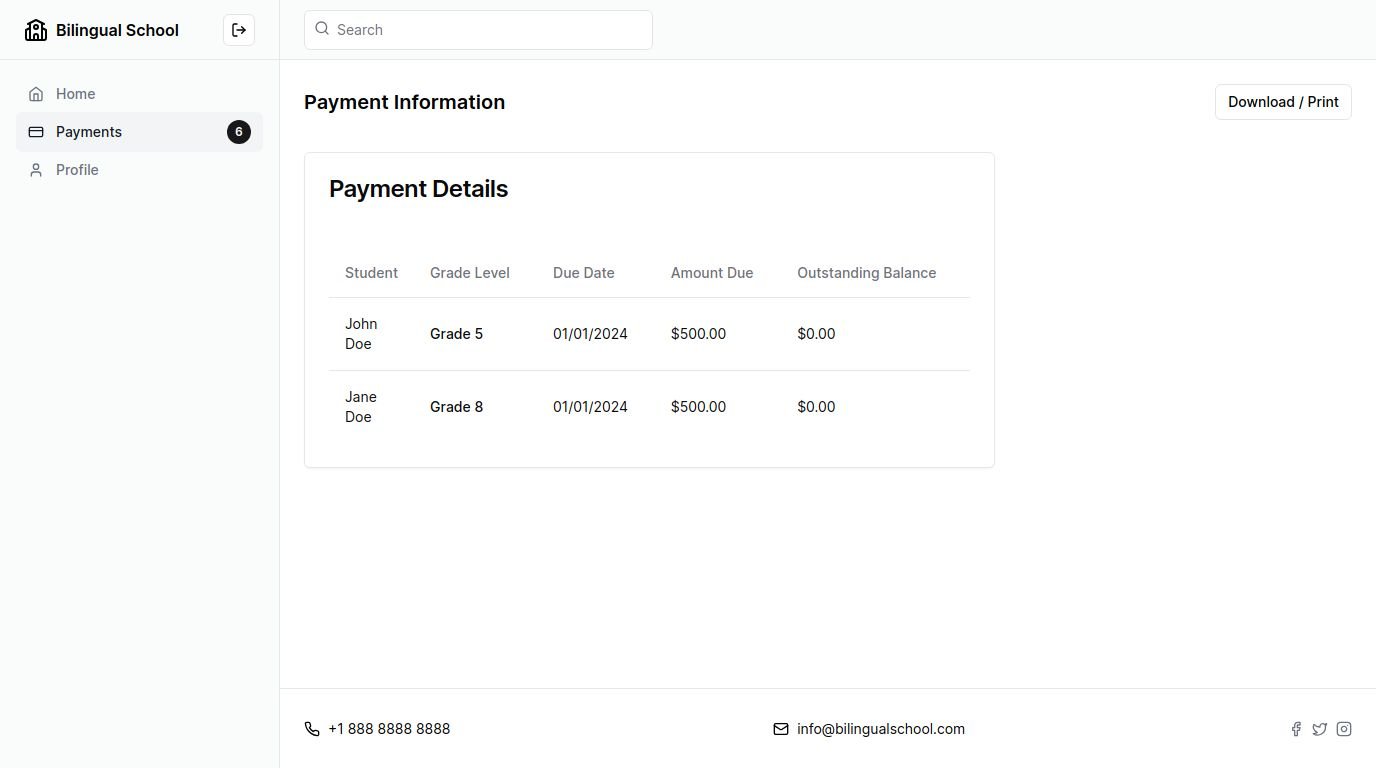 Bilingual School
Search
Home
Payments 6
Profile
Payment Information
Download / Print
Payment Details
Student Grade Level Due Date Amount Due Outstanding Balance
John
Doe
Grade 5 01/01/2024 $500.00 $0.00
Jane
Doe
Grade 8 01/01/2024 $500.00 $0.00
+1 888 8888 8888
info@bilingualschool.com